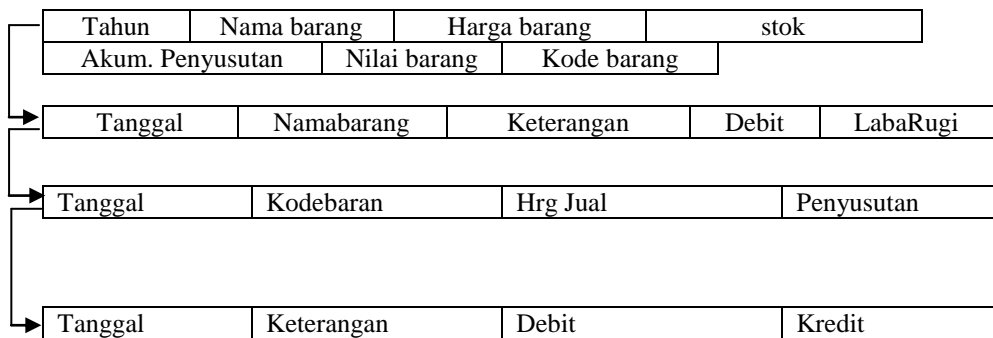 Tahun Nama barang Harga barang stok
Akum. Penyusutan Nilai barang Kode barang
Tanggal Namabarang Keterangan Debit LabaRugi
Tanggal Kodebaran Hrg Jual Penyusutan
Tanggal Keterangan Debit Kredit